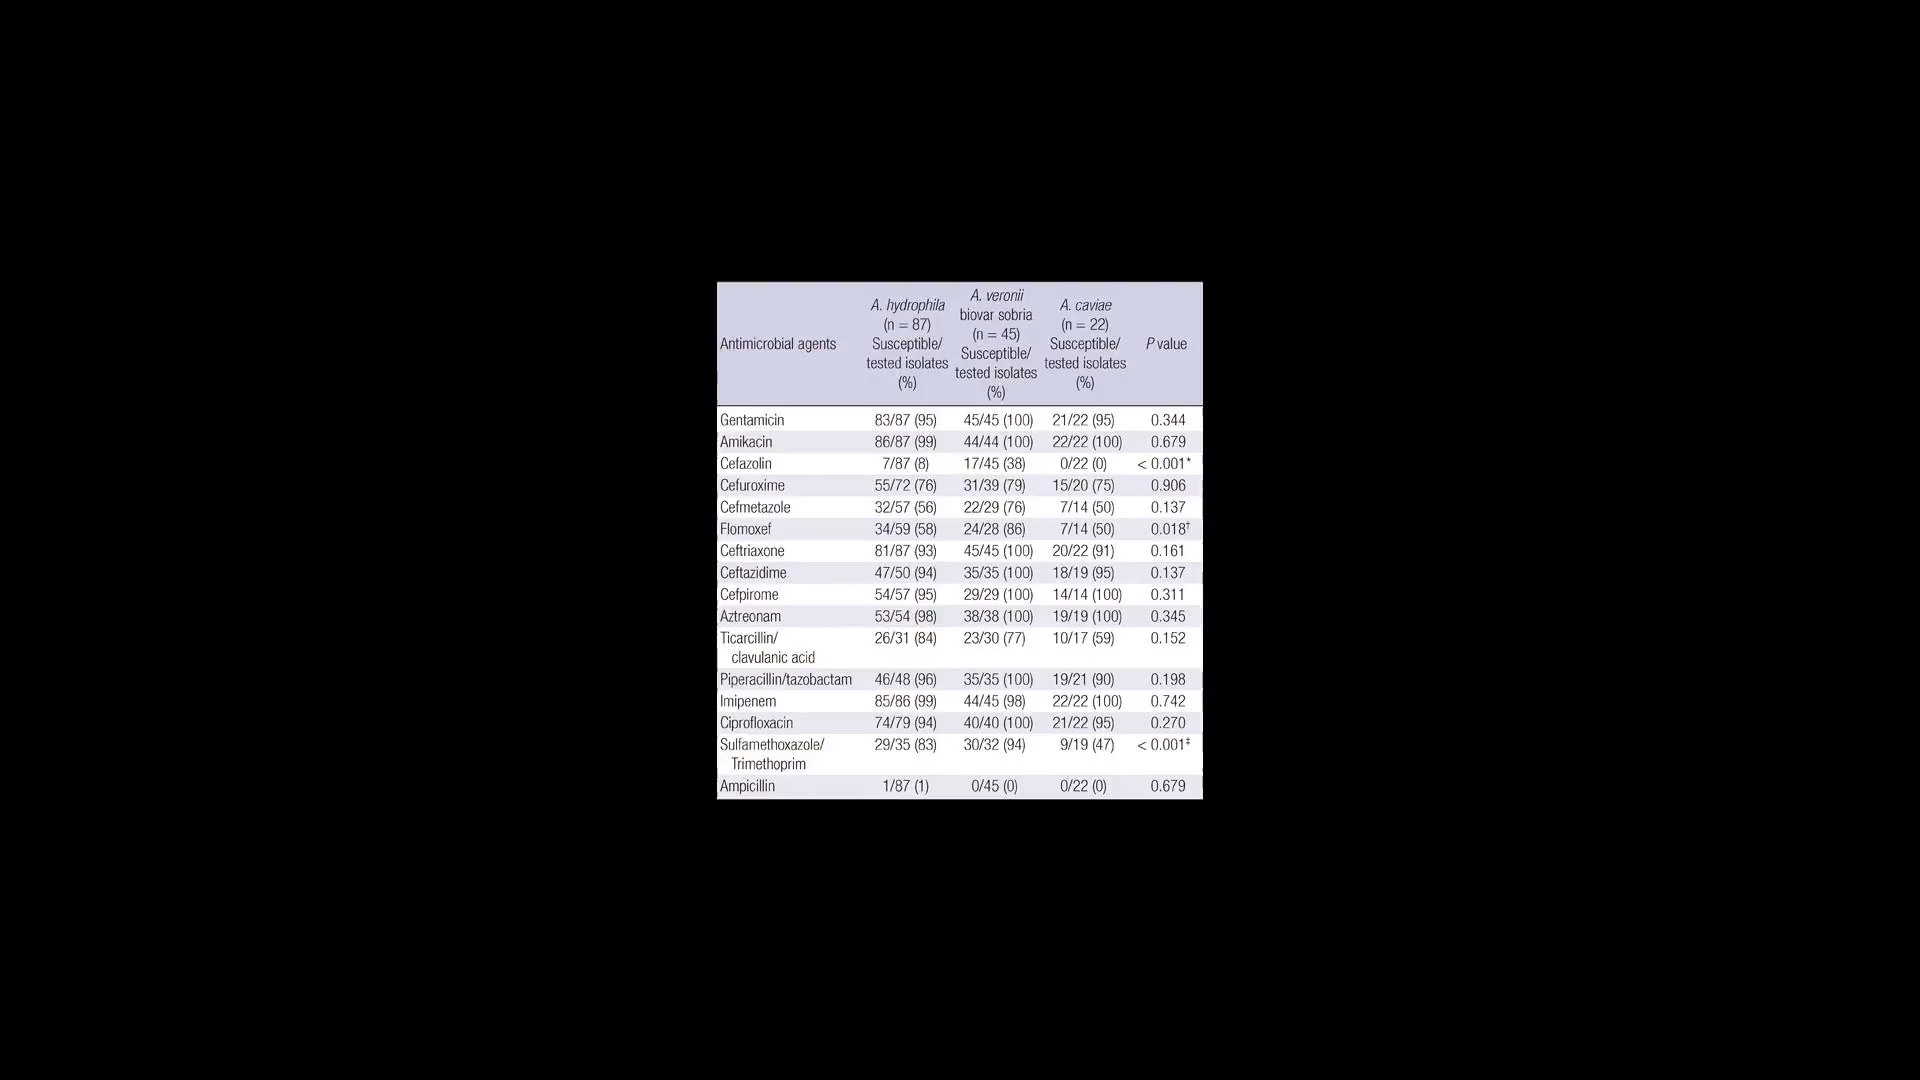 Antimicrobial agents A. hydrophila (n = 87) Susceptible/ tested isolates (%) A. veronii biovar sobria (n = 45) Susceptible/ tested isolates (%) A. caviae (n = 22) Susceptible/ tested isolates (%) P value
Gentamicin 83/87 (95) 45/45 (100) 21/22 (95) 0.344
Amikacin 86/87 (99) 44/44 (100) 22/22 (100) 0.679
Cefazolin 7/87 (8) 17/45 (38) 0/22 (0) < 0.001*
Cefuroxime 55/72 (76) 31/39 (79) 15/20 (75) 0.906
Cefmetazole 32/57 (56) 22/29 (76) 7/14 (50) 0.137
Flomoxef 34/59 (58) 24/28 (86) 7/14 (50) 0.018†
Ceftriaxone 81/87 (93) 45/45 (100) 20/22 (91) 0.161
Ceftazidime 47/50 (94) 35/35 (100) 18/19 (95) 0.137
Cefpirome 54/57 (95) 29/29 (100) 14/14 (100) 0.311
Aztreonam 53/54 (98) 38/38 (100) 19/19 (100) 0.345
Ticarcillin/ 26/31 (84) 23/30 (77) 10/17 (59) 0.152
clavulanic acid
Piperacillin/tazobactam 46/48 (96) 35/35 (100) 19/21 (90) 0.198
Imipenem 85/86 (99) 44/45 (98) 22/22 (100) 0.742
Ciprofloxacin 74/79 (94) 40/40 (100) 21/22 (95) 0.270
Sulfamethoxazole/ 29/35 (83) 30/32 (94) 9/19 (47) < 0.001‡
Trimethoprim
Ampicillin 1/87 (1) 0/45 (0) 0/22 (0) 0.679